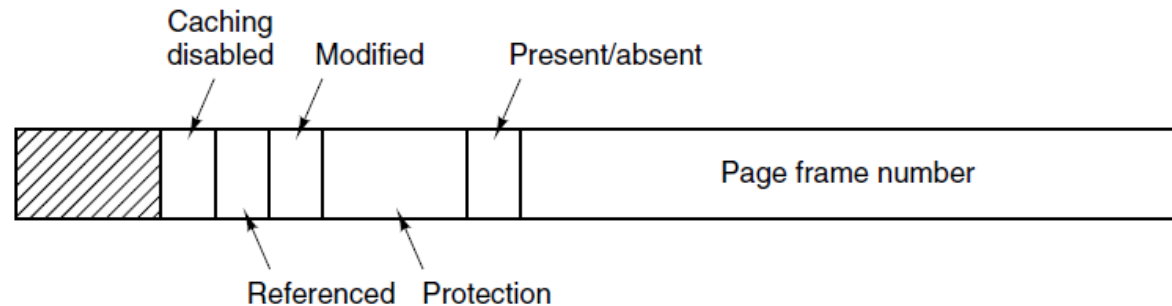 Caching
disabled
Modified
Present/absent
Page frame number
Referenced
Protection